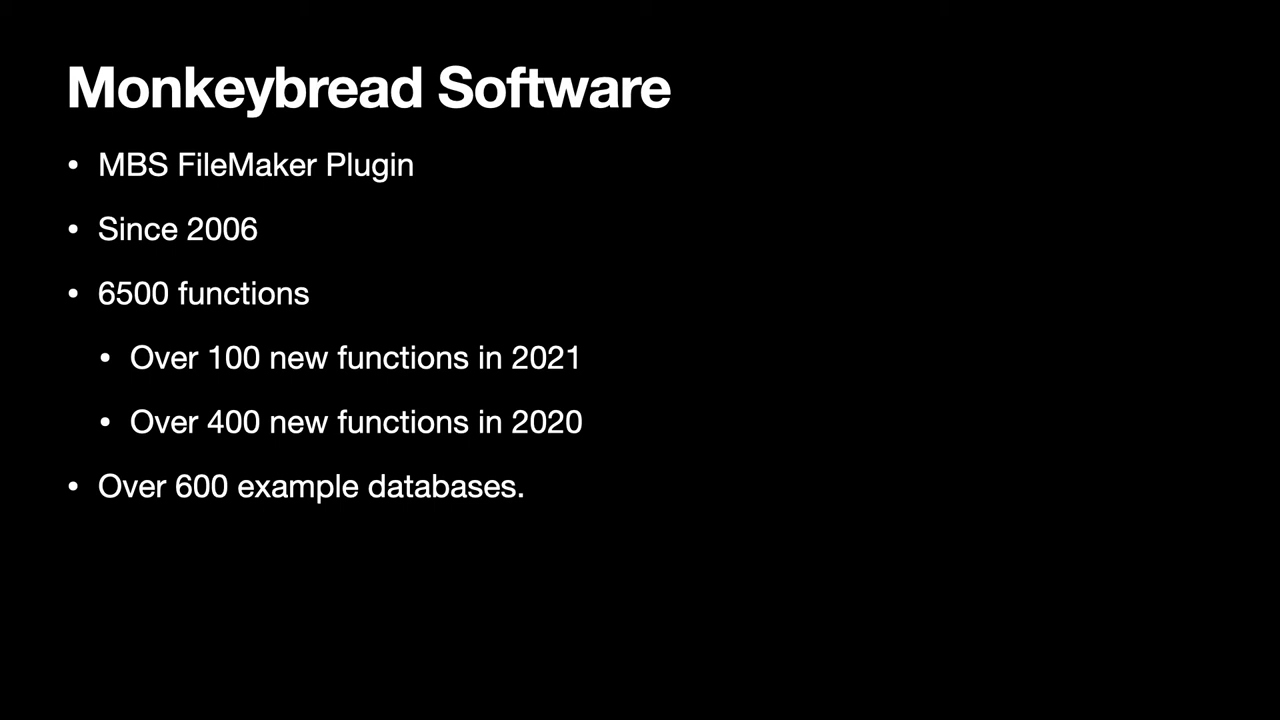 Monkeybread Software
• MBS FileMaker Plugin
• Since 2006
• 6500 functions
• Over 100 new functions in 2021
• Over 400 new functions in 2020
• Over 600 example databases.